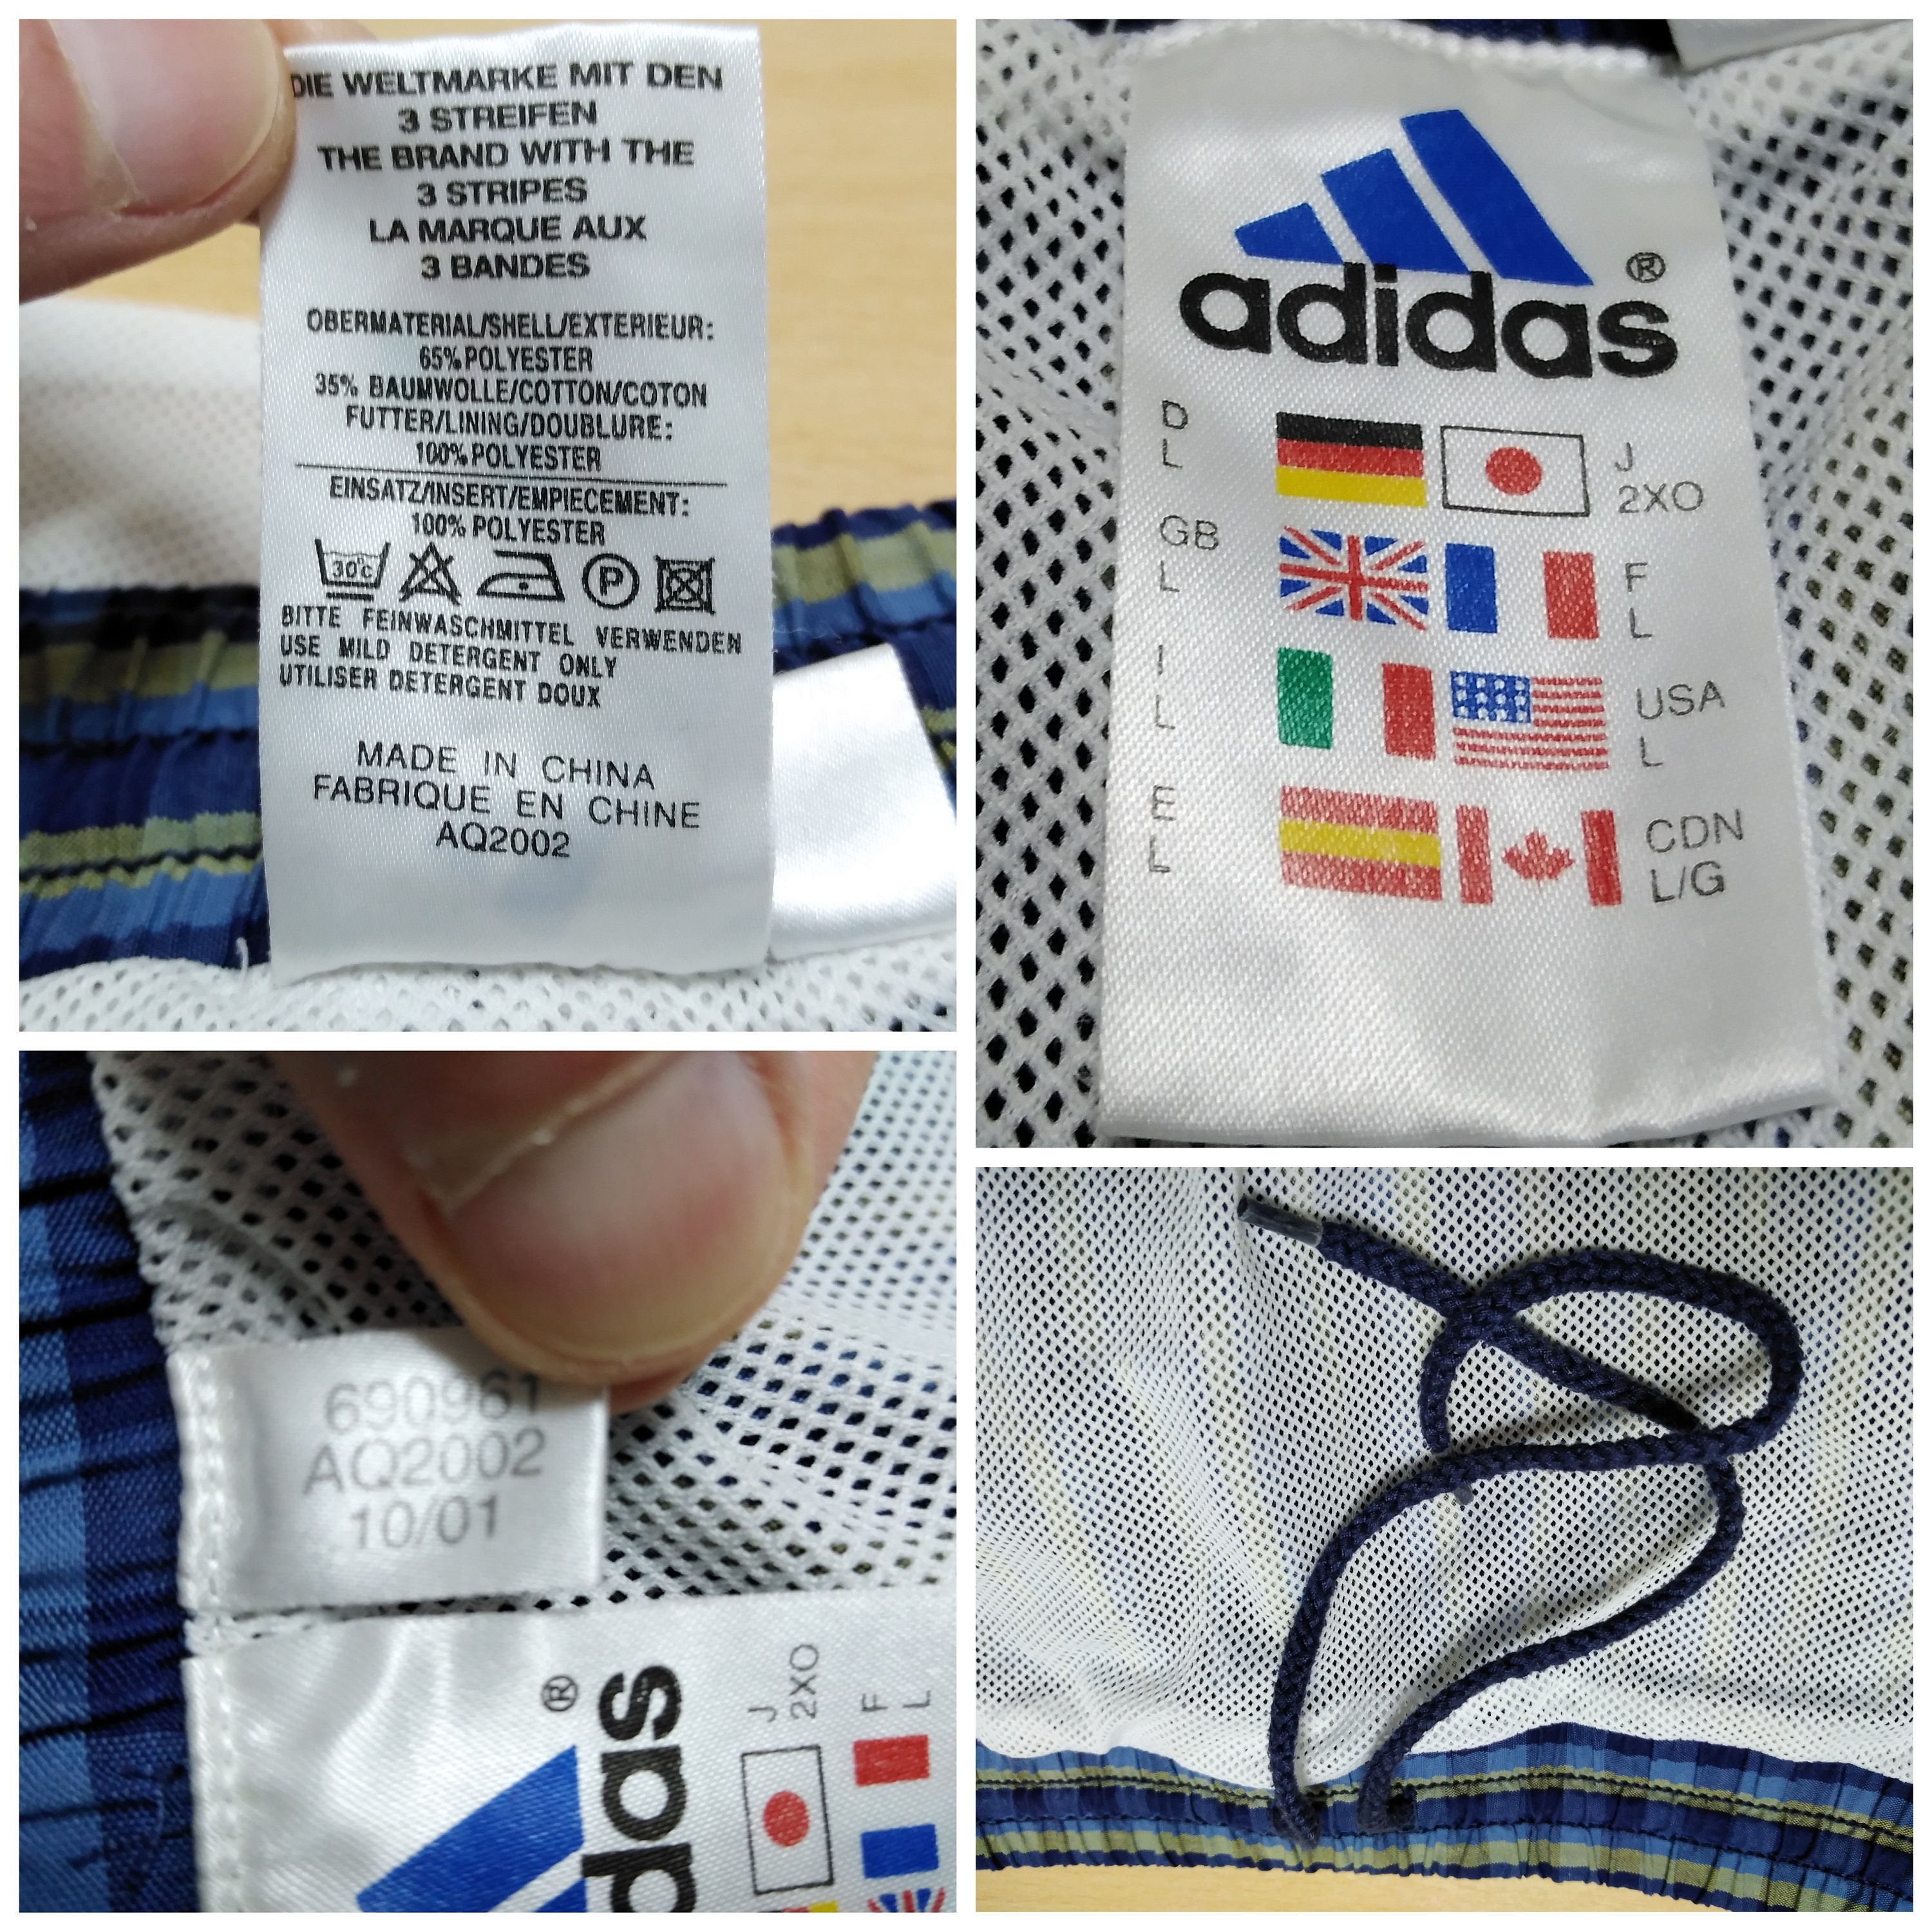 DIE WELTMARKE MIT DEN
3 STREIFEN
THE BRAND WITH THE
3 STRIPES
LA MARQUE AUX
3 BANDES
OBERMATERIAL/SHELL/EXTERIEUR:
65% POLYESTER
35% BAUMWOLLE/COTTON/COTON
FUTTER/LINING/DOUBLURE:
100% POLYESTER
EINSATZ/INSERT/EMPIECEMENT:
100% POLYESTER
30°C P
BITTE FEINWASCHMITTEL VERWENDEN
USE MILD DETERGENT ONLY
UTILISER DETERGENT DOUX
MADE IN CHINA
FABRIQUE EN CHINE
AQ2002
adidas®
D
L
J
2XO
GB
L
F
L
I
L
USA
L
E
L
CDN
L/G
690961
AQ2002
10/01
®
das
J
2XO
F
L